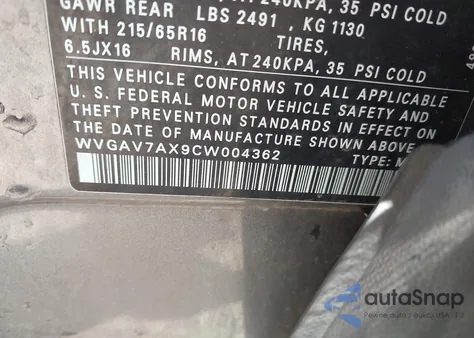 GAWR REAR LBS 2491 , KG 1130
WITH 215/65R16 TIRES,
6.5JX16 RIMS, AT 240KPA, 35 PSI COLD
THIS VEHICLE CONFORMS TO ALL APPLICABLE
U. S. FEDERAL MOTOR VEHICLE SAFETY AND
THEFT PREVENTION STANDARDS IN EFFECT ON
THE DATE OF MANUFACTURE SHOWN ABOVE.
WVGAV7AX9CW004362 TYPE:
autoSnap